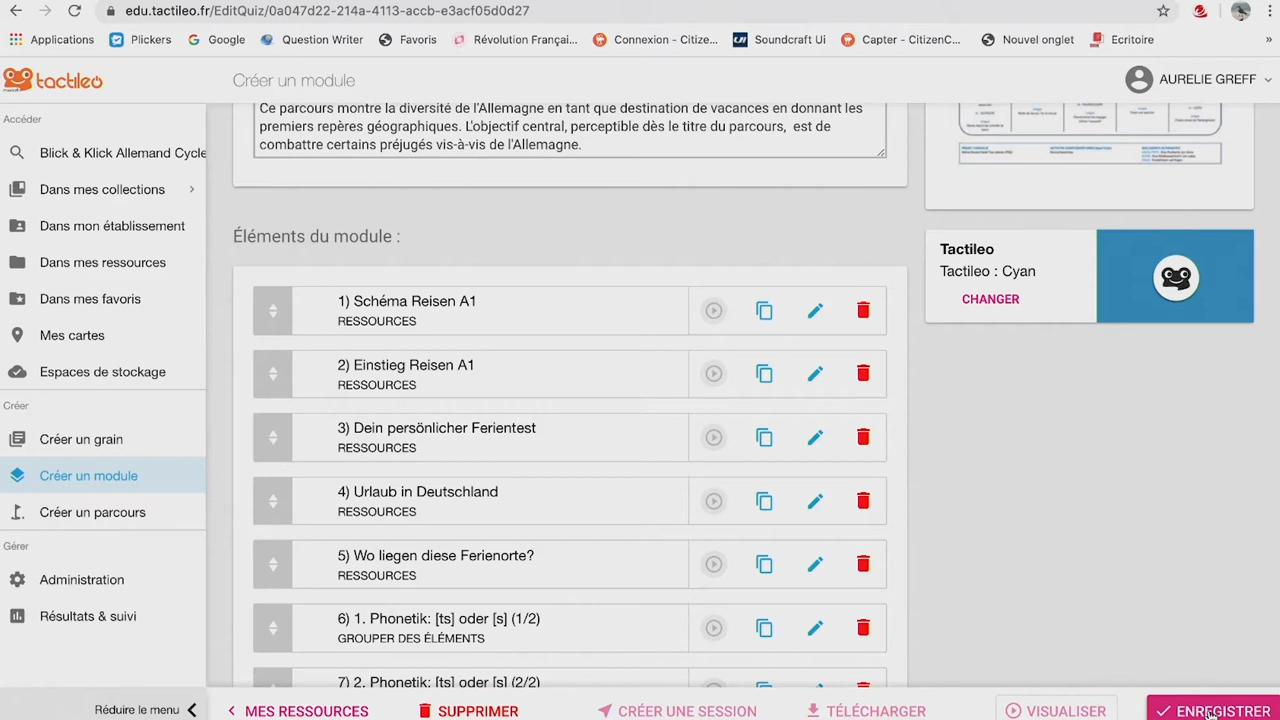 edu.tactileo.fr/EditQuiz/0a047d22-214a-4113-accb-e3acf05d0d27
Applications Plickers Google Question Writer Favoris Révolution Françai... Connexion - Citize... Soundcraft Ui Capter - CitizenC... Nouvel onglet Ecritoire »
tactileo
Créer un module
AURELIE GREFF
Accéder
Blick & Klick Allemand Cycle
Dans mes collections
Dans mon établissement
Dans mes ressources
Dans mes favoris
Mes cartes
Espaces de stockage
Créer
Créer un grain
Créer un module
Créer un parcours
Gérer
Administration
Résultats & suivi
Réduire le menu
Ce parcours montre la diversité de l'Allemagne en tant que destination de vacances en donnant les
premiers repères géographiques. L'objectif central, perceptible dès le titre du parcours, est de
combattre certains préjugés vis-à-vis de l'Allemagne.
Éléments du module :
1) Schéma Reisen A1
RESSOURCES
2) Einstieg Reisen A1
RESSOURCES
3) Dein persönlicher Ferientest
RESSOURCES
4) Urlaub in Deutschland
RESSOURCES
5) Wo liegen diese Ferienorte?
RESSOURCES
6) 1. Phonetik: [ts] oder [s] (1/2)
GROUPER DES ÉLÉMENTS
7) 2. Phonetik: [ts] oder [s] (2/2)
Tactileo
Tactileo : Cyan
CHANGER
MES RESSOURCES
SUPPRIMER
CRÉER UNE SESSION
TÉLÉCHARGER
VISUALISER
ENREGISTRER